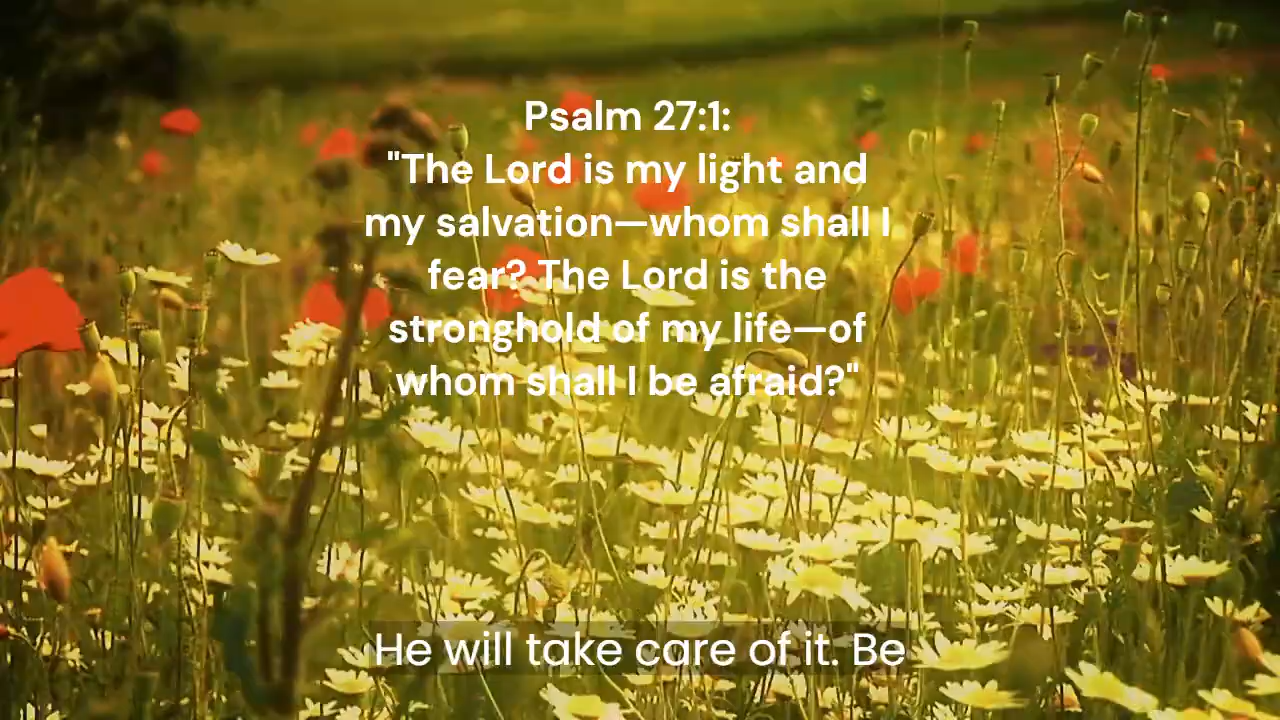 Psalm 27:1:
"The Lord is my light and
my salvation—whom shall I
fear? The Lord is the
stronghold of my life—of
whom shall I be afraid?"
He will take care of it. Be